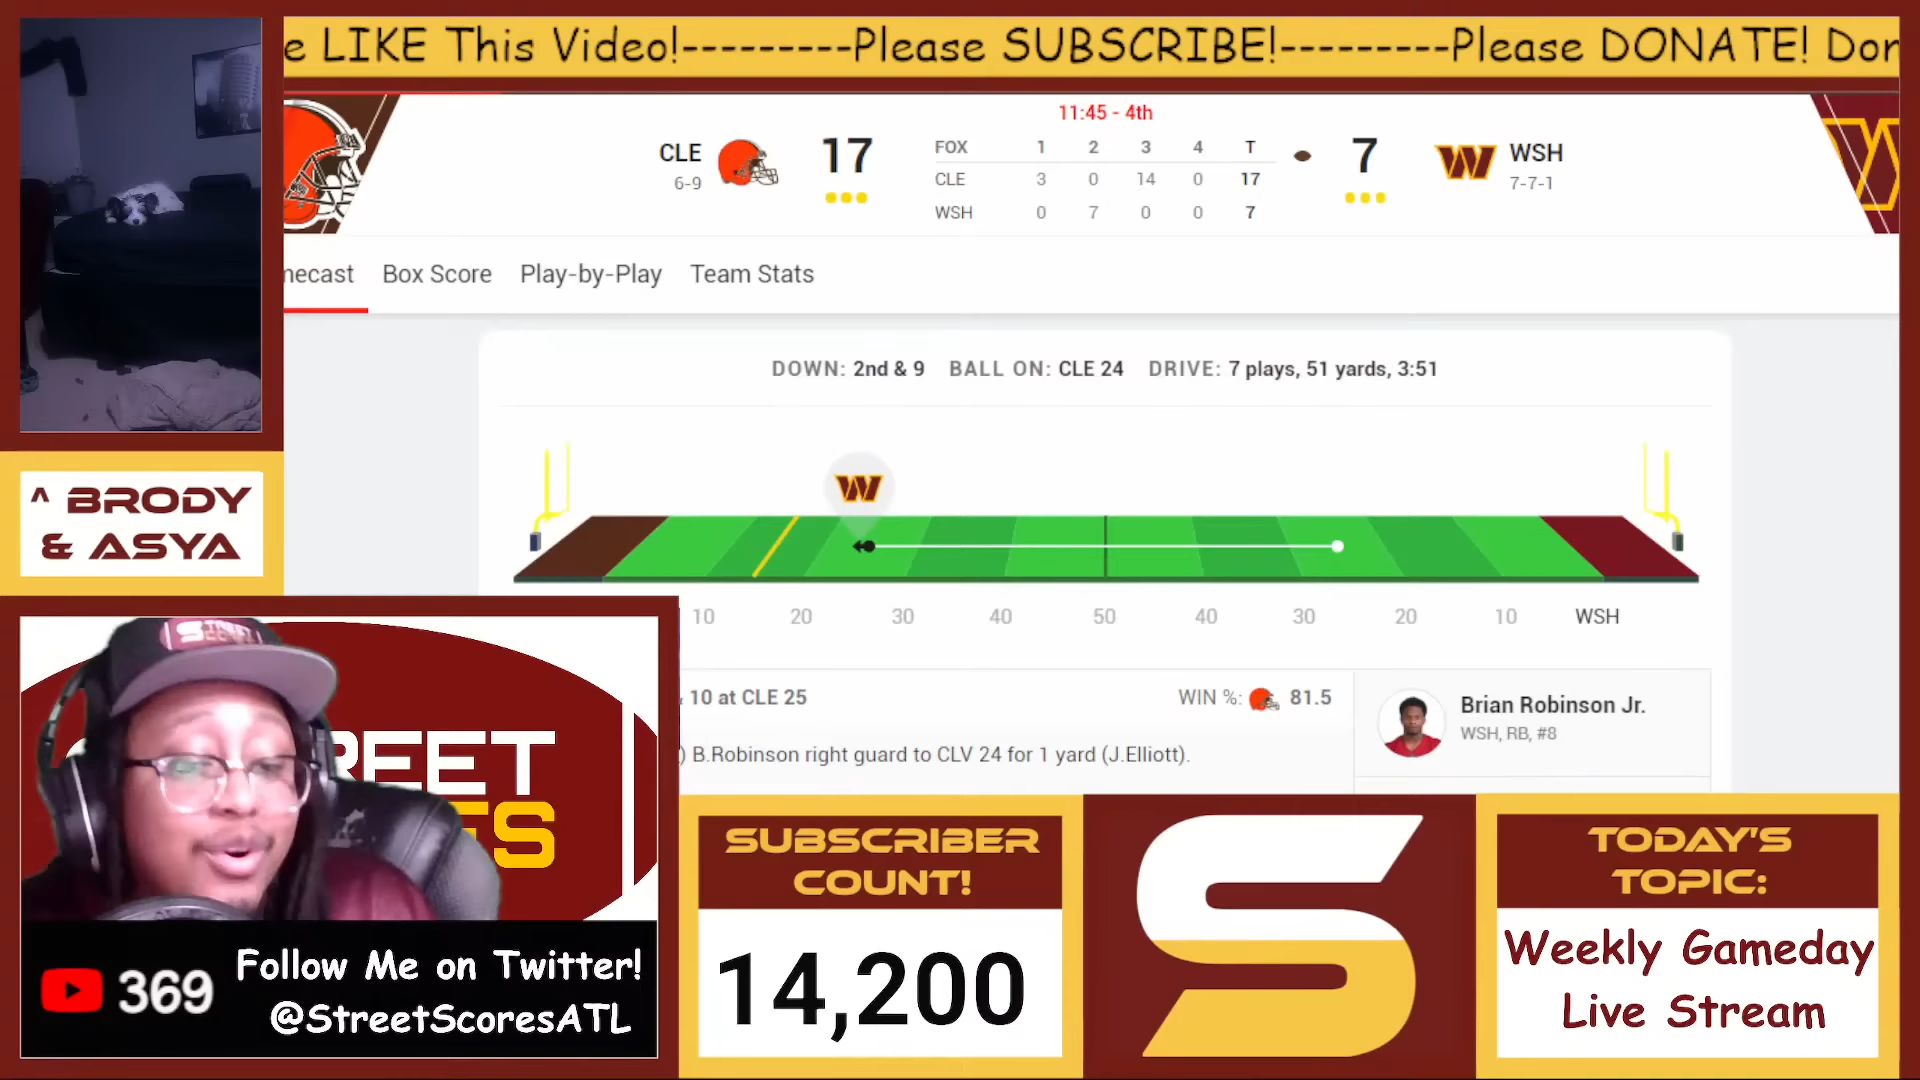 e LIKE This Video!---------Please SUBSCRIBE!---------Please DONATE! Don
11:45 - 4th
CLE 17 FOX 1 2 3 4 T 7 WSH
6-9 CLE 3 0 14 0 17 7-7-1
WSH 0 7 0 0 7
mecast Box Score Play-by-Play Team Stats
DOWN: 2nd & 9 BALL ON: CLE 24 DRIVE: 7 plays, 51 yards, 3:51
W
10 20 30 40 50 40 30 20 10 WSH
10 at CLE 25 WIN %: 81.5
) B.Robinson right guard to CLV 24 for 1 yard (J.Elliott).
Brian Robinson Jr.
WSH, RB, #8
^ BRODY
& ASYA
369
Follow Me on Twitter!
@StreetScoresATL
SUBSCRIBER
COUNT!
14,200
S
TODAY'S
TOPIC:
Weekly Gameday
Live Stream